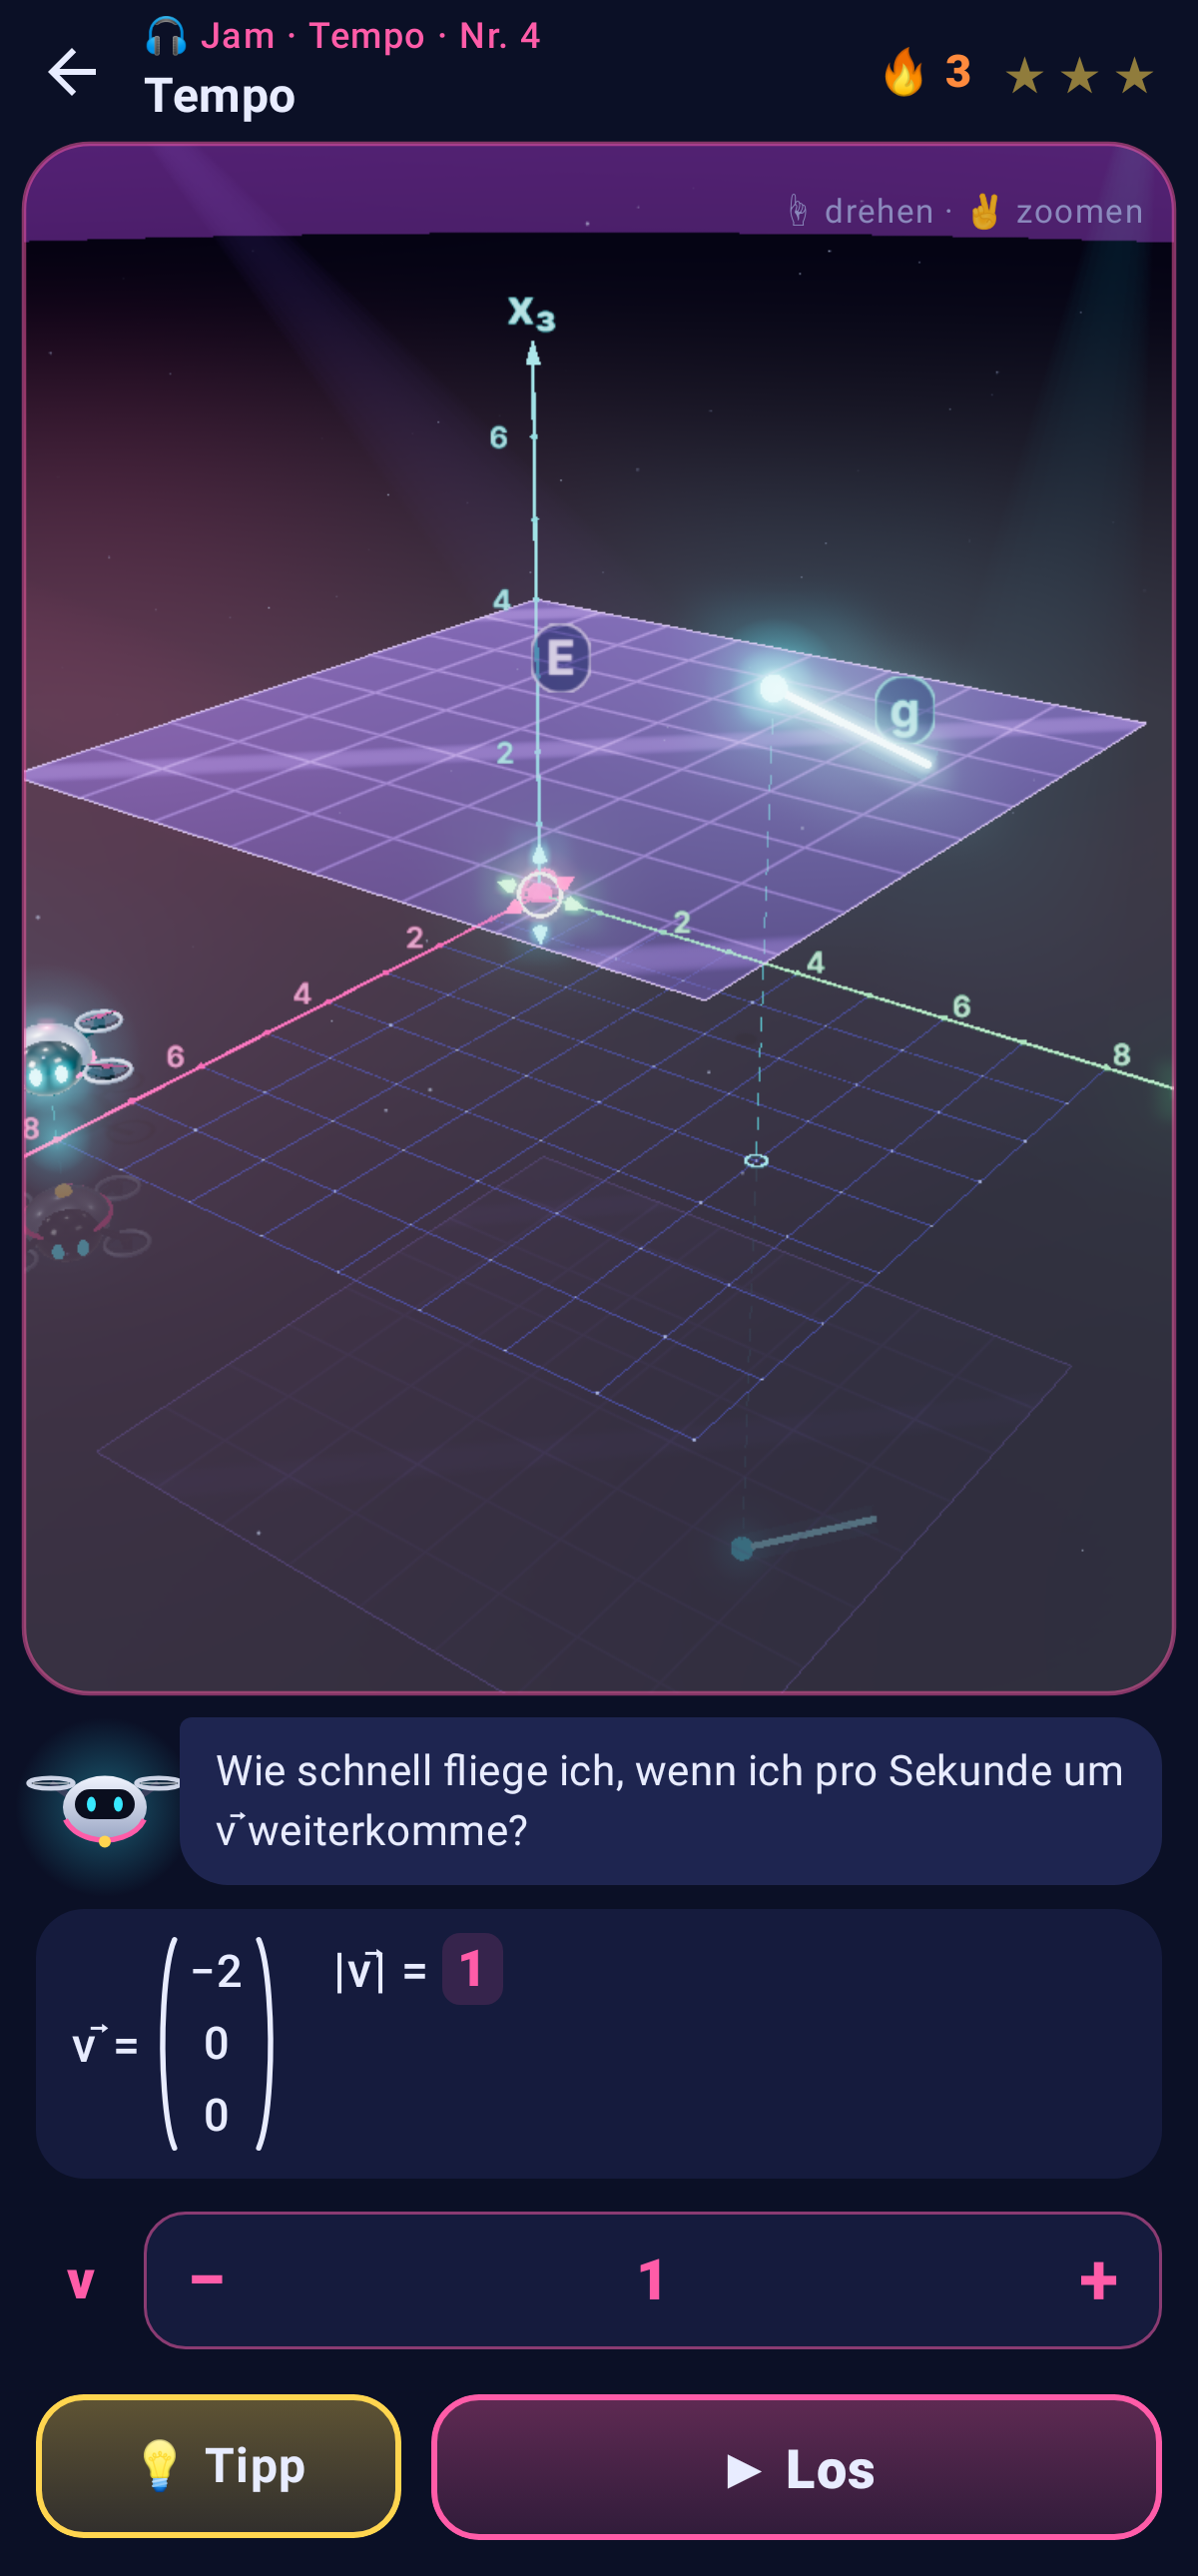 🎧 Jam · Tempo · Nr. 4
Tempo
🔥 3 ★ ★ ★
☝ drehen · ✌ zoomen
x₃
6
4
E
g
2
2
2
4
4
6
6
8
8
Wie schnell fliege ich, wenn ich pro Sekunde um
v⃗ weiterkomme?
−2
|v⃗| = 1
v⃗ =
0
0
v − 1 +
💡 Tipp
▶ Los